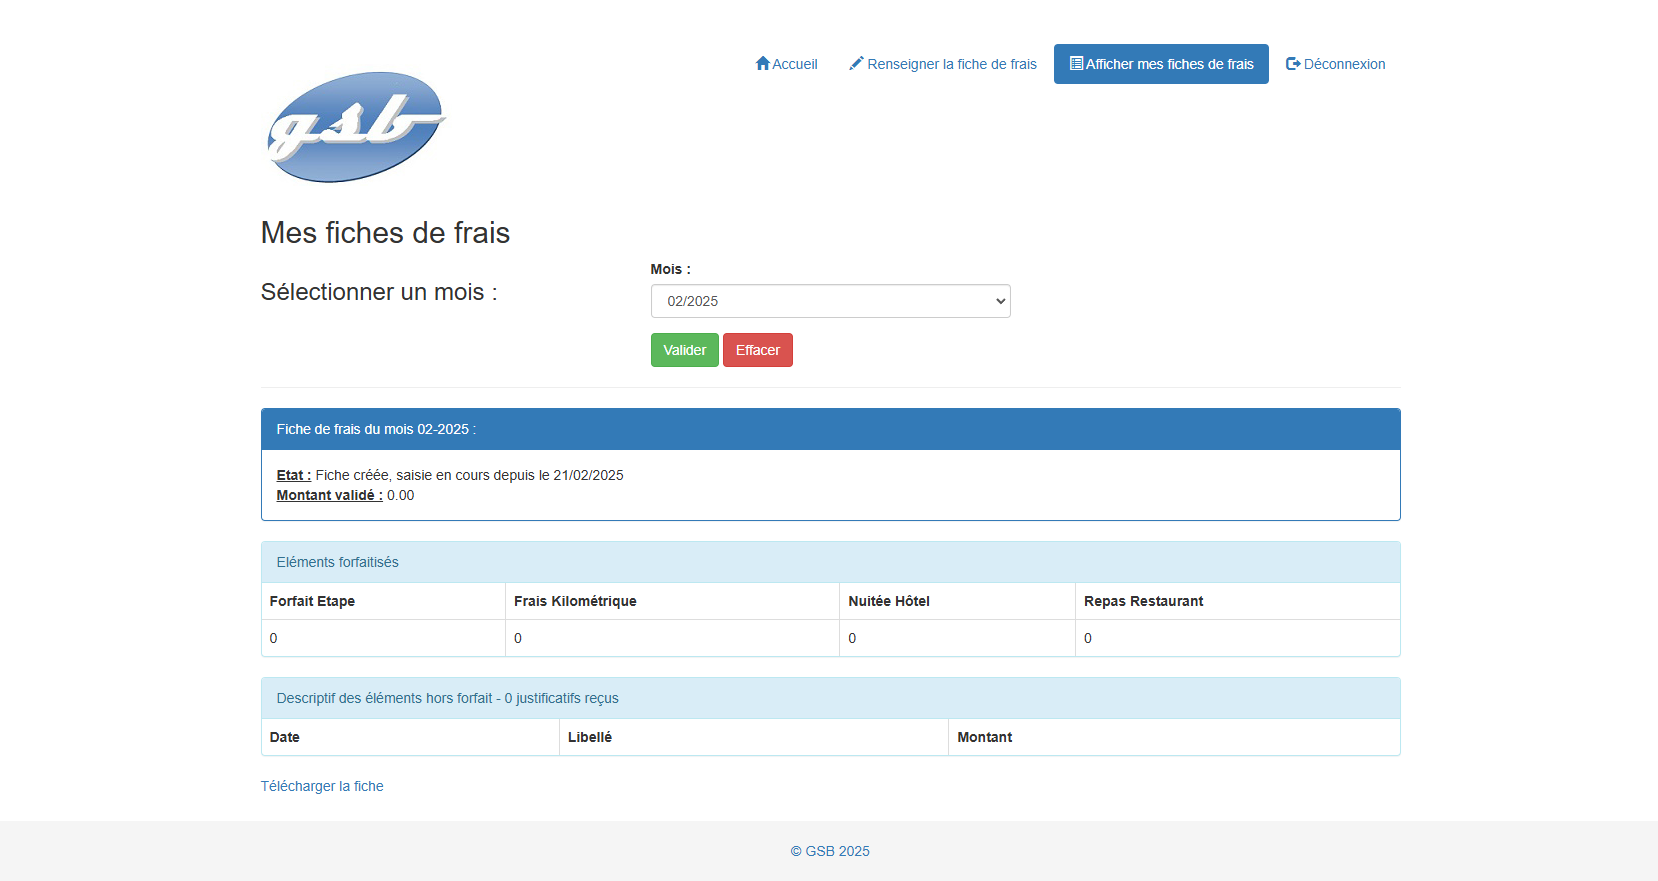 Accueil
Renseigner la fiche de frais
Afficher mes fiches de frais
Déconnexion
gsb
Mes fiches de frais
Sélectionner un mois :
Mois :
02/2025
Valider
Effacer
Fiche de frais du mois 02-2025 :
Etat : Fiche créée, saisie en cours depuis le 21/02/2025
Montant validé : 0.00
Eléments forfaitisés
Forfait Etape Frais Kilométrique Nuitée Hôtel Repas Restaurant
0 0 0 0
Descriptif des éléments hors forfait - 0 justificatifs reçus
Date Libellé Montant
Télécharger la fiche
© GSB 2025